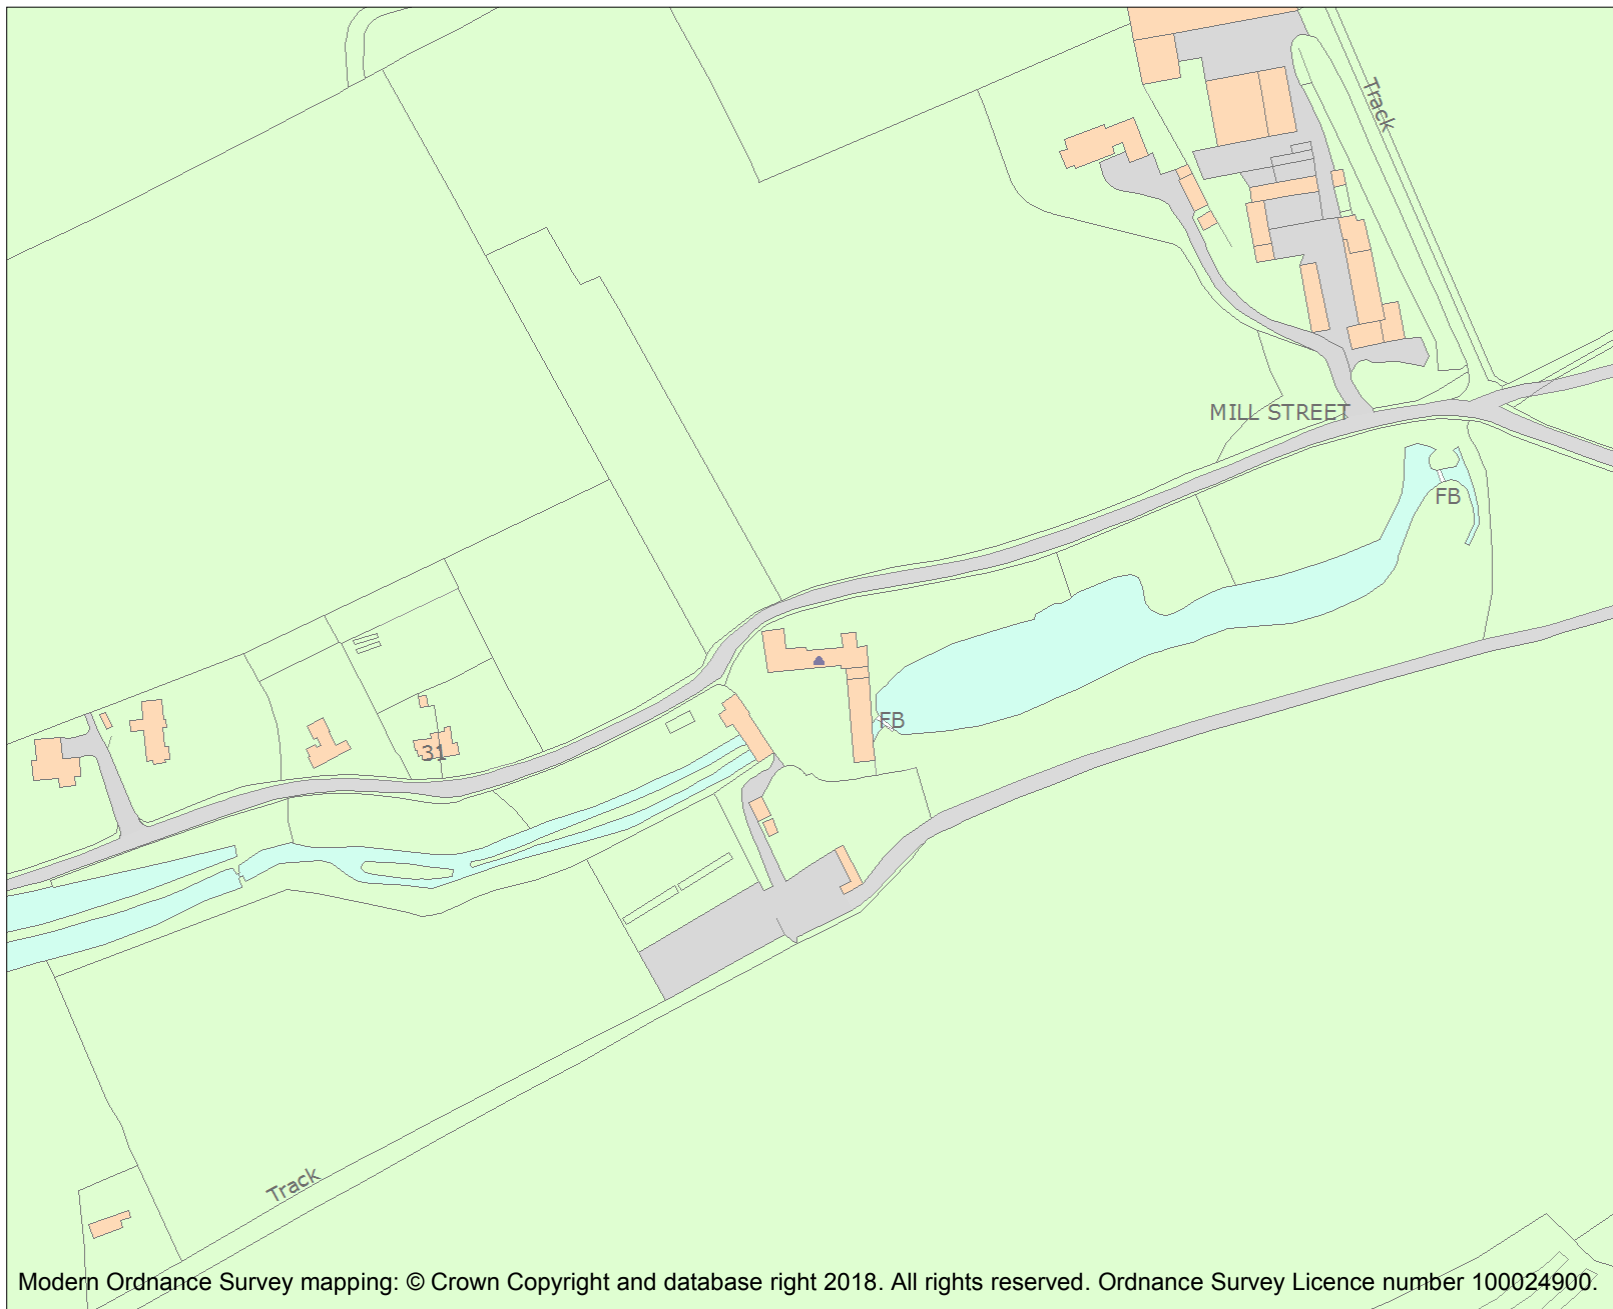 Track
MILL STREET
FB
FB
31
Track
Modern Ordnance Survey mapping: © Crown Copyright and database right 2018. All rights reserved. Ordnance Survey Licence number 100024900.